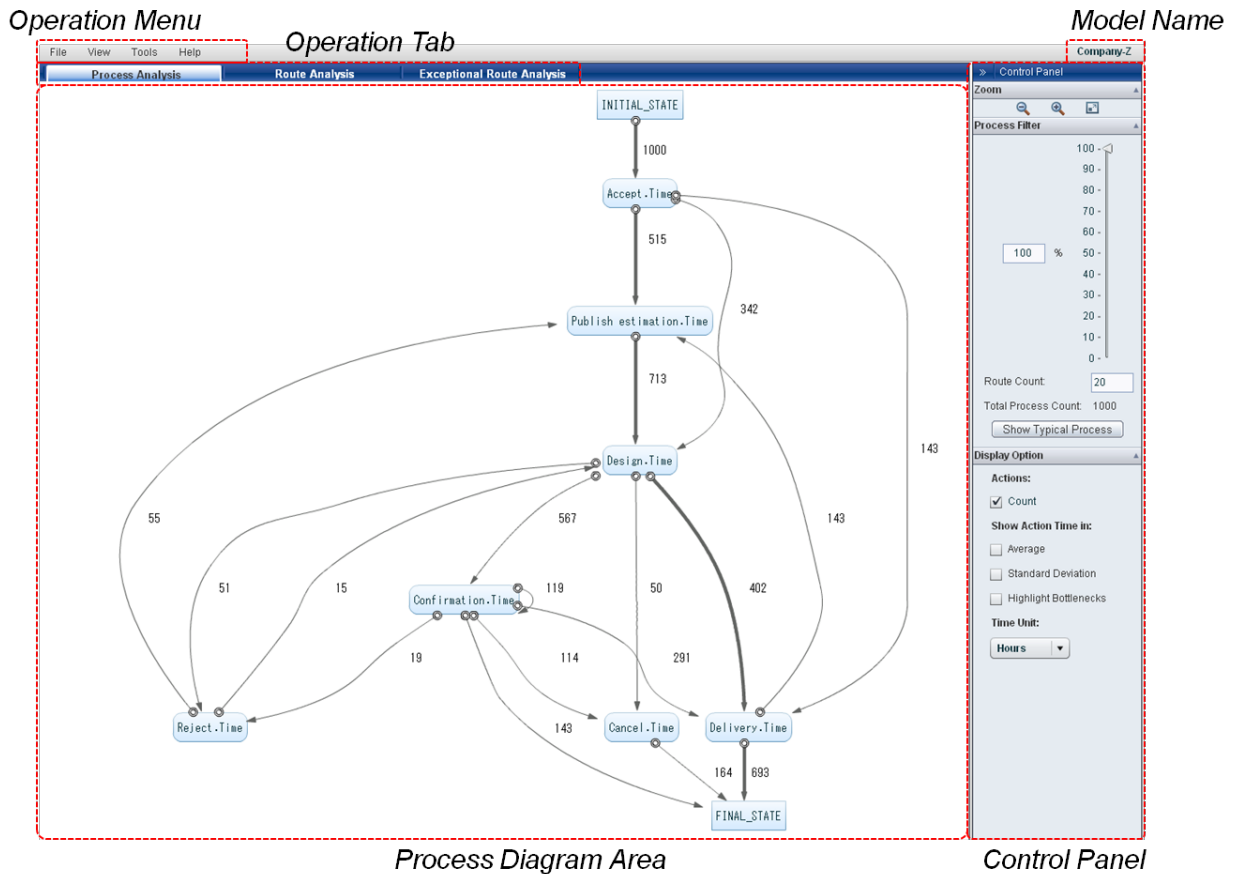 Operation Menu
Operation Tab
Model Name
File View Tools Help
Company-Z
Process Analysis Route Analysis Exceptional Route Analysis
» Control Panel
Zoom
Process Filter
100 -
90 -
80 -
70 -
60 -
50 -
40 -
30 -
20 -
10 -
0 -
100 %
Route Count: 20
Total Process Count: 1000
Show Typical Process
Display Option
Actions:
Count
Show Action Time in:
Average
Standard Deviation
Highlight Bottlenecks
Time Unit:
Hours
INITIAL_STATE
1000
Accept.Time
515
342
143
Publish estimation.Time
713
Design.Time
55
51
15
567
50
402
143
Confirmation.Time
119
19
114
291
143
Reject.Time
Cancel.Time
Delivery.Time
164
693
FINAL_STATE
Process Diagram Area
Control Panel